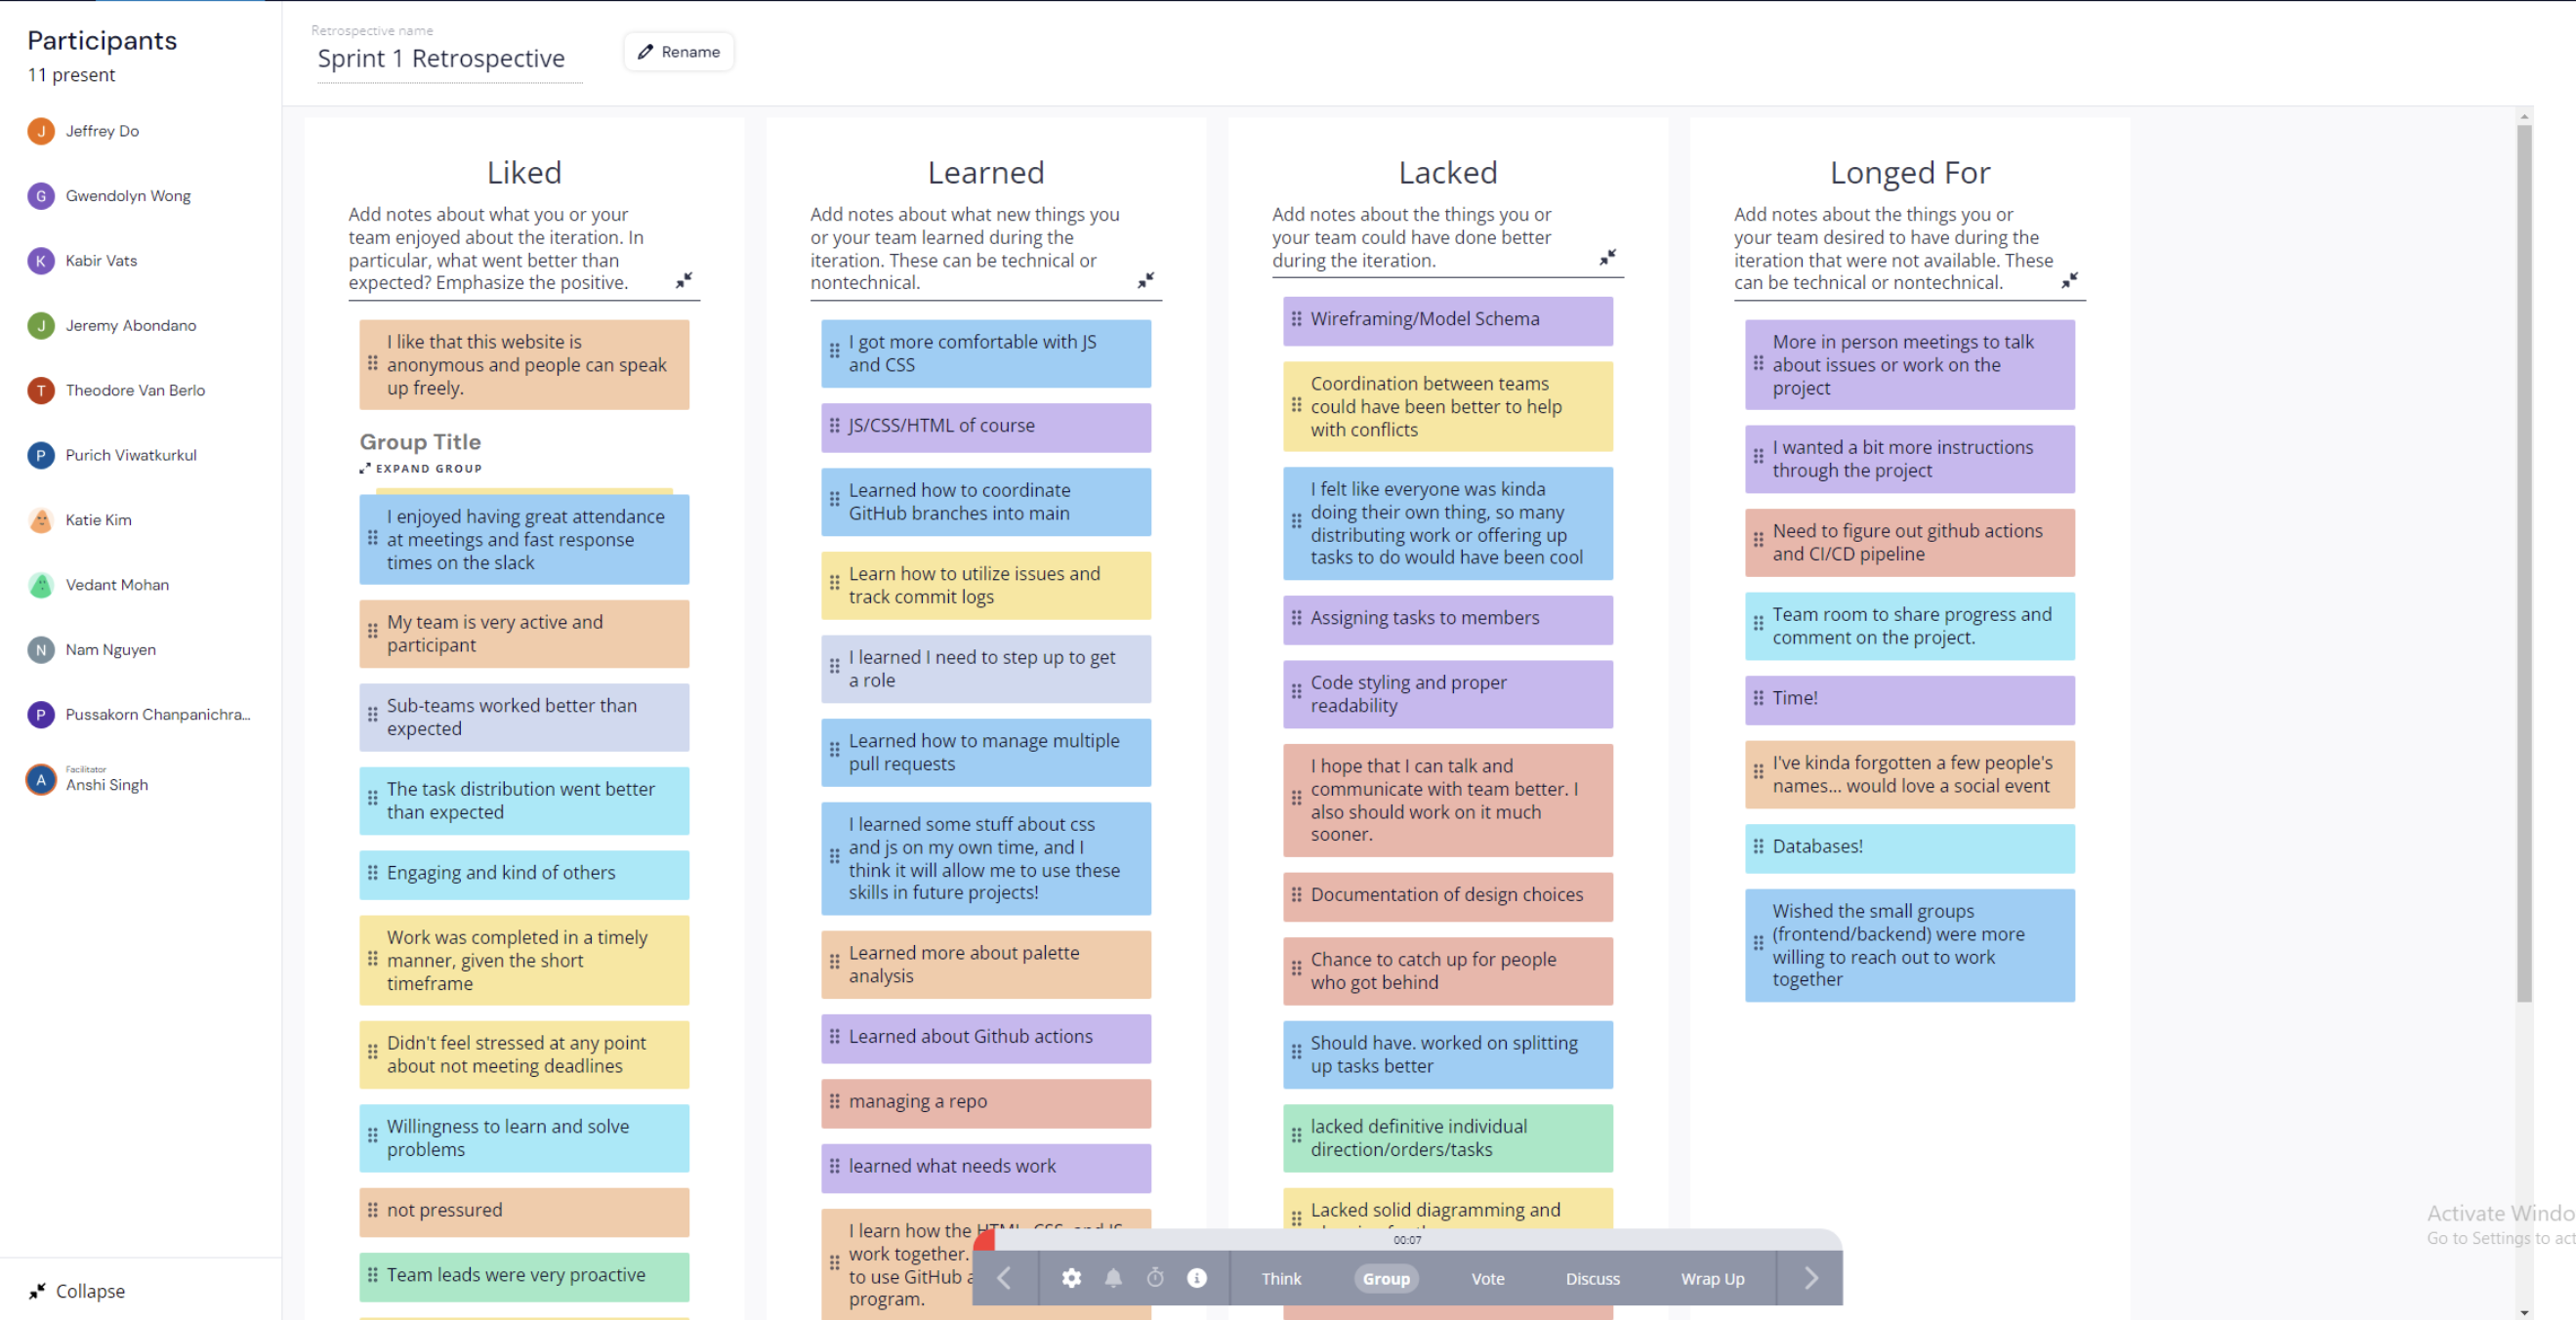 Participants
11 present
J Jeffrey Do
G Gwendolyn Wong
K Kabir Vats
J Jeremy Abondano
T Theodore Van Berlo
P Purich Viwatkurkul
Katie Kim
Vedant Mohan
N Nam Nguyen
P Pussakorn Chanpanichra...
Facilitator
A Anshi Singh
Collapse
Retrospective name
Sprint 1 Retrospective
Rename
Liked
Add notes about what you or your
team enjoyed about the iteration. In
particular, what went better than
expected? Emphasize the positive.
I like that this website is
anonymous and people can speak
up freely.
Group Title
EXPAND GROUP
I enjoyed having great attendance
at meetings and fast response
times on the slack
My team is very active and
participant
Sub-teams worked better than
expected
The task distribution went better
than expected
Engaging and kind of others
Work was completed in a timely
manner, given the short
timeframe
Didn't feel stressed at any point
about not meeting deadlines
Willingness to learn and solve
problems
not pressured
Team leads were very proactive
Learned
Add notes about what new things you
or your team learned during the
iteration. These can be technical or
nontechnical.
I got more comfortable with JS
and CSS
JS/CSS/HTML of course
Learned how to coordinate
GitHub branches into main
Learn how to utilize issues and
track commit logs
I learned I need to step up to get
a role
Learned how to manage multiple
pull requests
I learned some stuff about css
and js on my own time, and I
think it will allow me to use these
skills in future projects!
Learned more about palette
analysis
Learned about Github actions
managing a repo
learned what needs work
I learn how the HTML, CSS, and JS
work together.
to use GitHub
program.
Lacked
Add notes about the things you or
your team could have done better
during the iteration.
Wireframing/Model Schema
Coordination between teams
could have been better to help
with conflicts
I felt like everyone was kinda
doing their own thing, so many
distributing work or offering up
tasks to do would have been cool
Assigning tasks to members
Code styling and proper
readability
I hope that I can talk and
communicate with team better. I
also should work on it much
sooner.
Documentation of design choices
Chance to catch up for people
who got behind
Should have. worked on splitting
up tasks better
lacked definitive individual
direction/orders/tasks
Lacked solid diagramming and
Longed For
Add notes about the things you or
your team desired to have during the
iteration that were not available. These
can be technical or nontechnical.
More in person meetings to talk
about issues or work on the
project
I wanted a bit more instructions
through the project
Need to figure out github actions
and CI/CD pipeline
Team room to share progress and
comment on the project.
Time!
I've kinda forgotten a few people's
names... would love a social event
Databases!
Wished the small groups
(frontend/backend) were more
willing to reach out to work
together
00:07
Think Group Vote Discuss Wrap Up
Activate Windo
Go to Settings to act